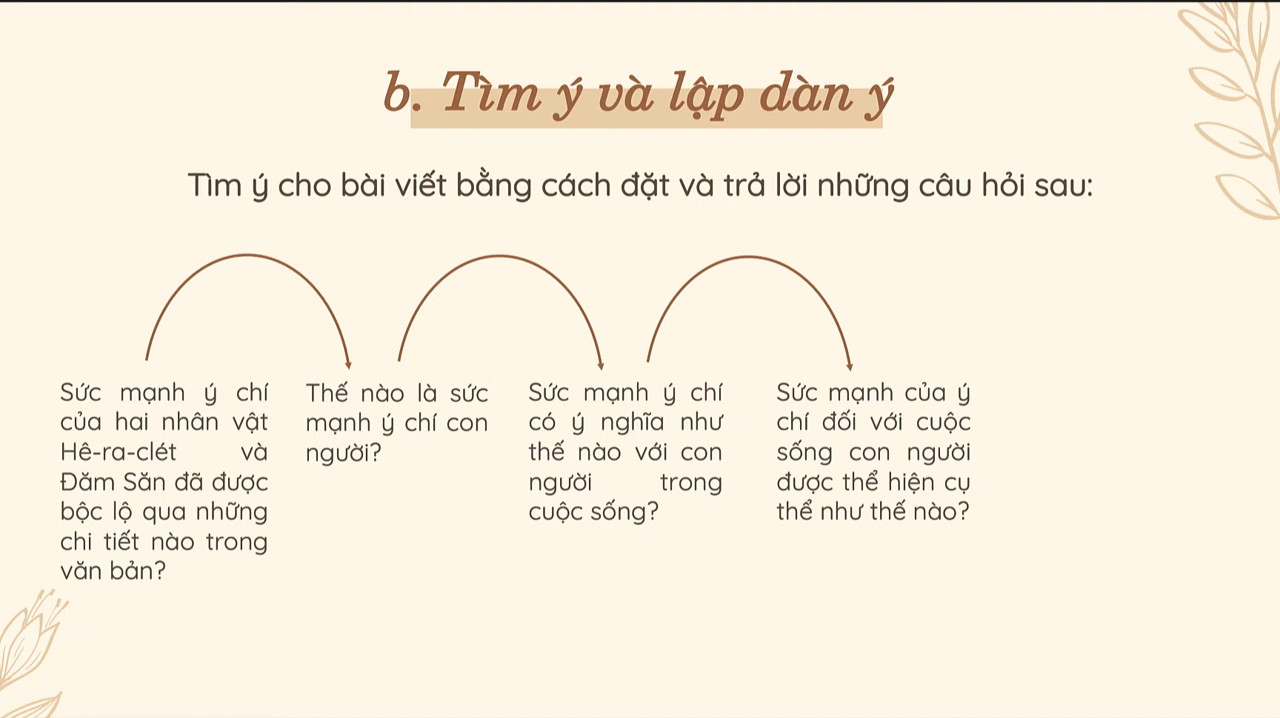 b. Tìm ý và lập dàn ý
Tìm ý cho bài viết bằng cách đặt và trả lời những câu hỏi sau:
Sức mạnh ý chí
của hai nhân vật
Hê-ra-clét và
Đăm Săn đã được
bộc lộ qua những
chi tiết nào trong
văn bản?
Thế nào là sức
mạnh ý chí con
người?
Sức mạnh ý chí
có ý nghĩa như
thế nào với con
người trong
cuộc sống?
Sức mạnh của ý
chí đối với cuộc
sống con người
được thể hiện cụ
thể như thế nào?